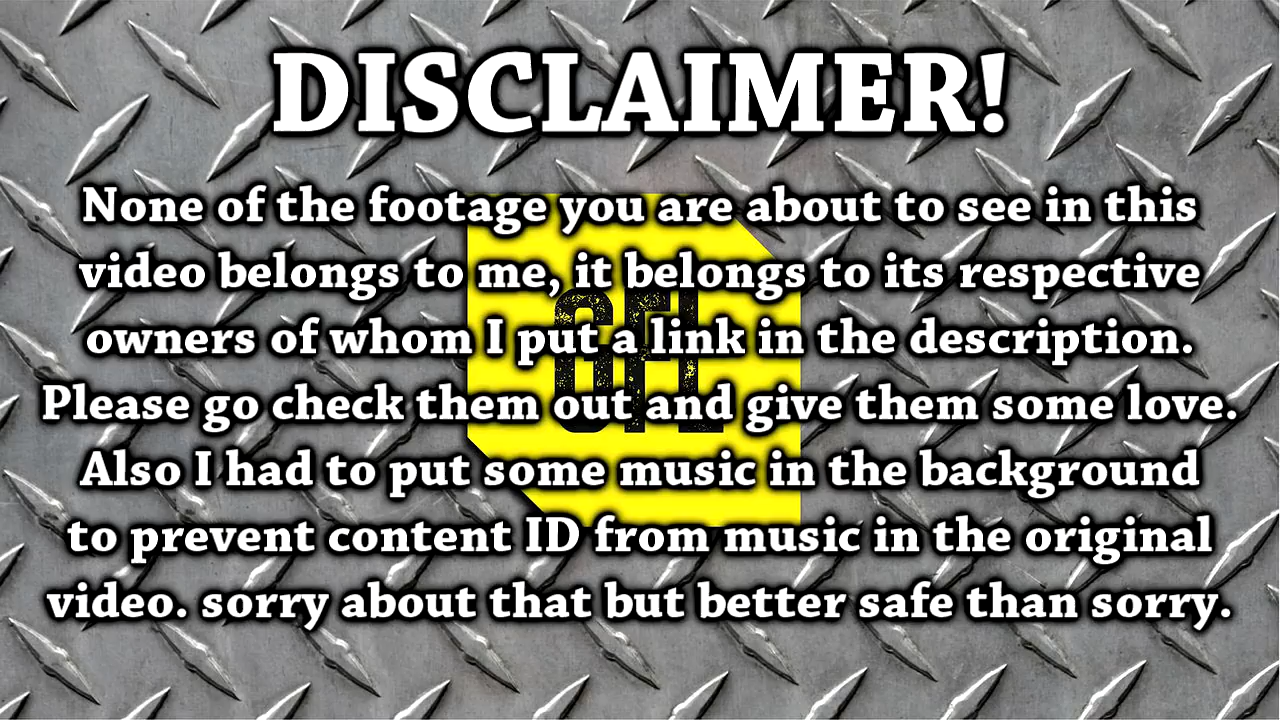 DISCLAIMER!
None of the footage you are about to see in this
video belongs to me, it belongs to its respective
owners of whom I put a link in the description.
Please go check them out and give them some love.
Also I had to put some music in the background
to prevent content ID from music in the original
video. sorry about that but better safe than sorry.
GFL